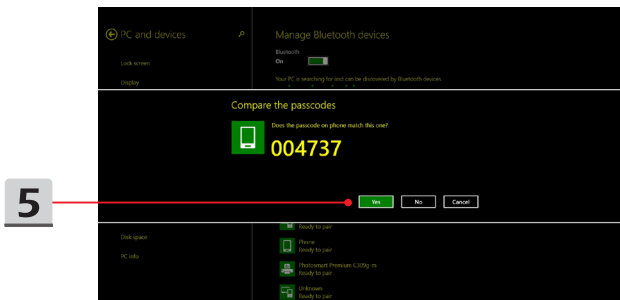 PC and devices
Manage Bluetooth devices
Bluetooth
On
Lock screen
Your PC is searching for and can be discovered by Bluetooth devices.
Display
Compare the passcodes
Does the passcode on phone match this one?
004737
5
Yes
No
Cancel
Disk space
Ready to pair
PC info
Phone
Ready to pair
Photosmart Premium C309g-m
Ready to pair
Unknown
Ready to pair